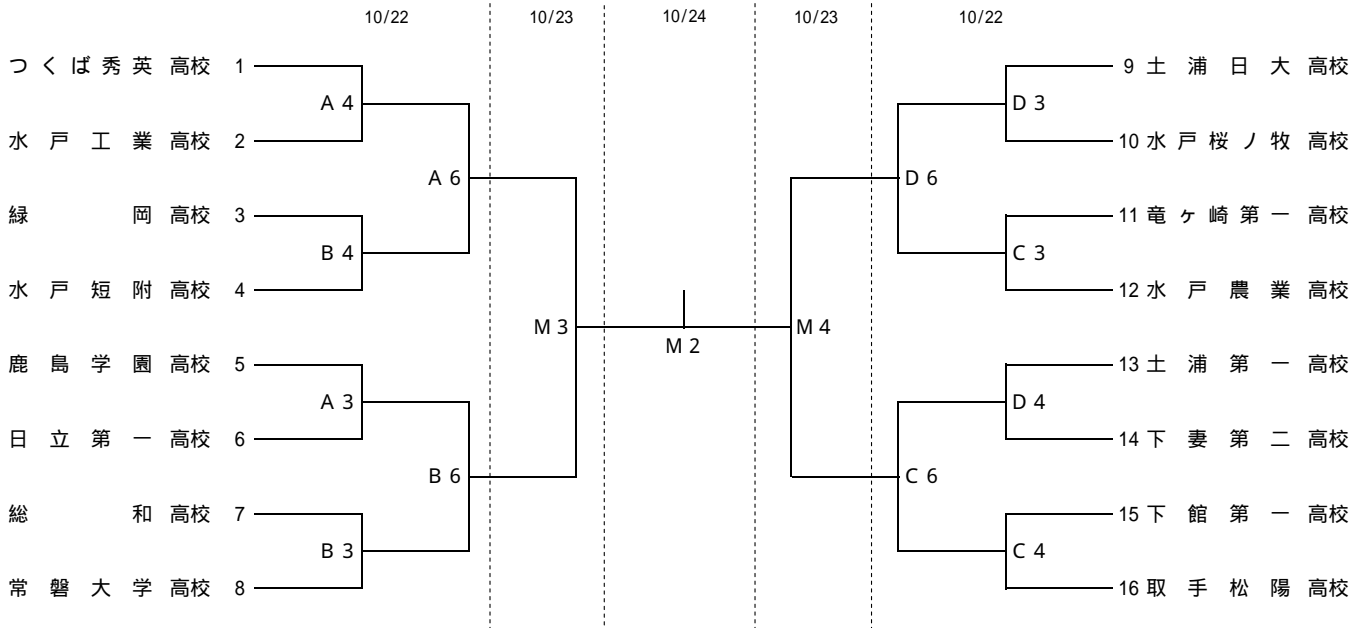 10/22 10/23 10/24 10/23 10/22
つくば秀英 高校 1 9 土浦日大 高校
A 4 D 3
水戸工業 高校 2 10 水戸桜ノ牧 高校
A 6 D 6
緑岡 高校 3 11 竜ヶ崎第一 高校
B 4 C 3
水戸短附 高校 4 12 水戸農業 高校
M 3 M 4
M 2
鹿島学園 高校 5 13 土浦第一 高校
A 3 D 4
日立第一 高校 6 14 下妻第二 高校
B 6 C 6
総和 高校 7 15 下館第一 高校
B 3 C 4
常磐大学 高校 8 16 取手松陽 高校